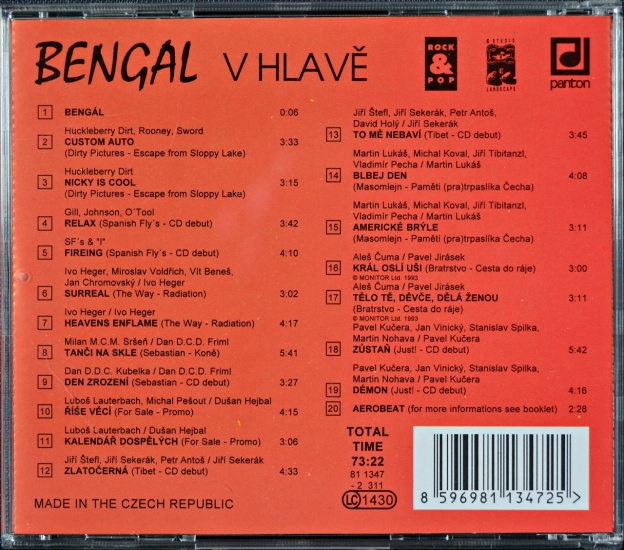 BENGÁL V HLAVĚ
ROCK & POP
STUDIO
LANDSCAPE
panton
1 BENGÁL 0:06
Huckleberry Dirt, Rooney, Sword
2 CUSTOM AUTO 3:33
(Dirty Pictures - Escape from Sloppy Lake)
Huckleberry Dirt
3 NICKY IS COOL 3:15
(Dirty Pictures - Escape from Sloppy Lake)
Gill, Johnson, O´Tool
4 RELAX (Spanish Fly´s - CD debut) 3:42
SF´s & "I"
5 FIREING (Spanish Fly´s - CD debut) 4:10
Ivo Heger, Miroslav Voldřich, Vít Beneš,
Jan Chromovský / Ivo Heger
6 SURREAL (The Way - Radiation) 3:02
Ivo Heger / Ivo Heger
7 HEAVENS ENFLAME (The Way - Radiation) 4:17
Milan M.C.M. Sršeň / Dan D.C.D. Friml
8 TANČI NA SKLE (Sebastian - Koně) 5:41
Dan D.D.C. Kubelka / Dan D.C.D. Friml
9 DEN ZROZENÍ (Sebastian - CD debut) 3:27
Luboš Lauterbach, Michal Pešout / Dušan Hejbal
10 ŘÍŠE VĚCÍ (For Sale - Promo) 4:15
Luboš Lauterbach / Dušan Hejbal
11 KALENDÁŘ DOSPĚLÝCH (For Sale - Promo) 3:06
Jiří Štefl, Jiří Sekerák, Petr Antoš / Jiří Sekerák
12 ZLATOČERNÁ (Tibet - CD debut) 4:33
MADE IN THE CZECH REPUBLIC
Jiří Štefl, Jiří Sekerák, Petr Antoš,
David Holý / Jiří Sekerák
13 TO MĚ NEBAVÍ (Tibet - CD debut) 3:45
Martin Lukáš, Michal Koval, Jiří Tibitanzl,
Vladimír Pecha / Martin Lukáš
14 BLBEJ DEN 4:08
(Masomlejn - Paměti (pra)trpaslíka Čecha)
Martin Lukáš, Michal Koval, Jiří Tibitanzl,
Vladimír Pecha / Martin Lukáš
15 AMERICKÉ BRÝLE 3:11
(Masomlejn - Paměti (pra)trpaslíka Čecha)
Aleš Čuma / Pavel Jirásek
16 KRÁL OSLÍ UŠI (Bratrstvo - Cesta do ráje) 3:00
© MONITOR Ltd. 1993
Aleš Čuma / Pavel Jirásek
17 TĚLO TĚ, DĚVČE, DĚLÁ ŽENOU 3:11
(Bratrstvo - Cesta do ráje)
© MONITOR Ltd. 1993
Pavel Kučera, Jan Vinický, Stanislav Spilka,
Martin Nohava / Pavel Kučera
18 ZŮSTAŇ (Just! - CD debut) 5:42
Pavel Kučera, Jan Vinický, Stanislav Spilka,
Martin Nohava / Pavel Kučera
19 DÉMON (Just! - CD debut) 4:16
20 AEROBEAT (for more informations see booklet) 2:28
TOTAL
TIME
73:22
81 1347
- 2 311
LC 1430
8 596981 134725 >